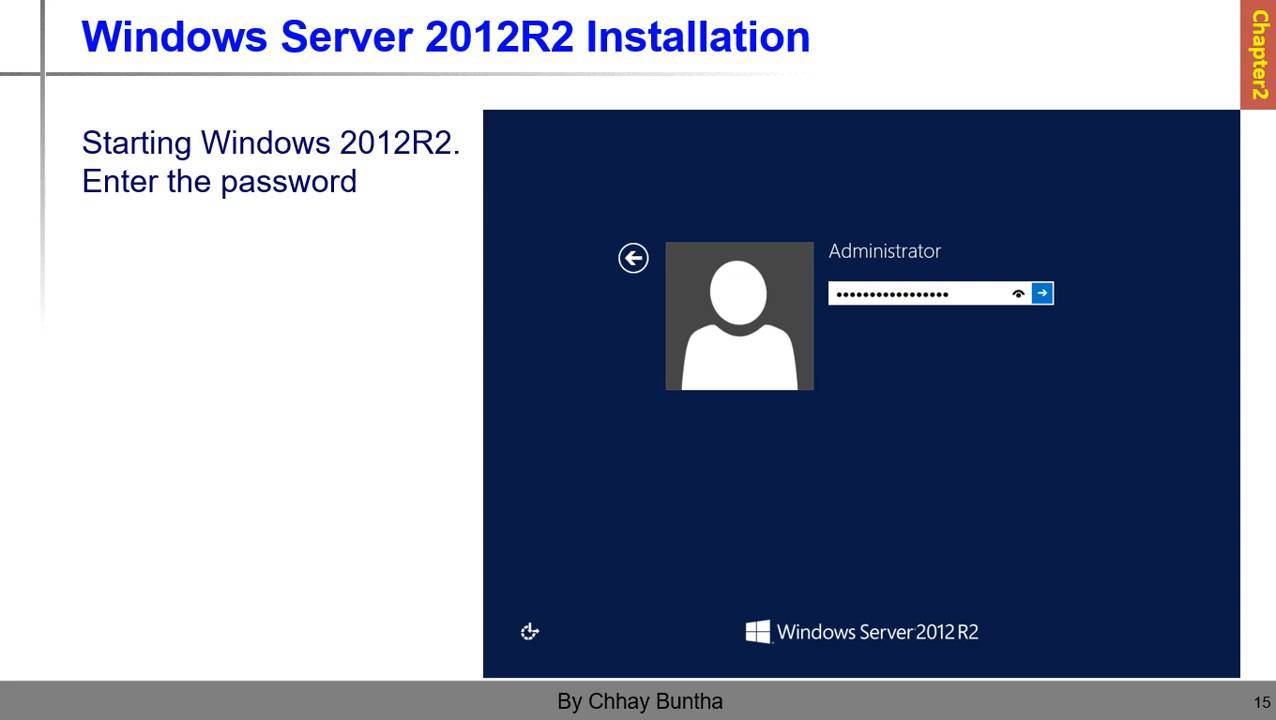 Windows Server 2012R2 Installation
Chapter2
Starting Windows 2012R2.
Enter the password
Administrator
•••••••••••••••••
Windows Server 2012 R2
By Chhay Buntha
15